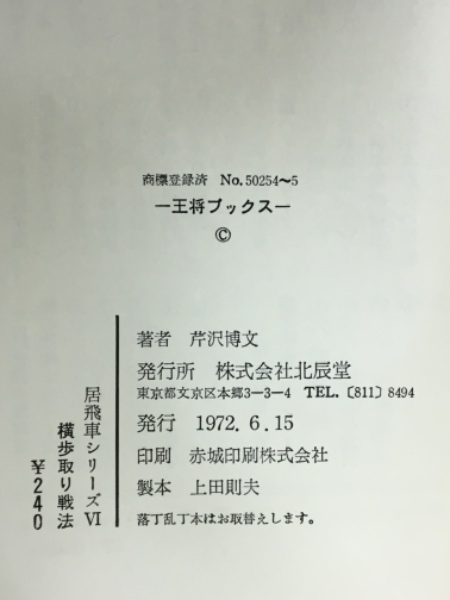 商標登録済 No. 50254〜5
ー王将ブックスー
©
著者 芹沢博文
発行所 株式会社北辰堂
東京都文京区本郷3-3-4 TEL.〔811〕8494
発行 1972. 6. 15
印刷 赤城印刷株式会社
製本 上田則夫
落丁乱丁本はお取替えします。
居飛車シリーズⅥ
横歩取り戦法
¥240